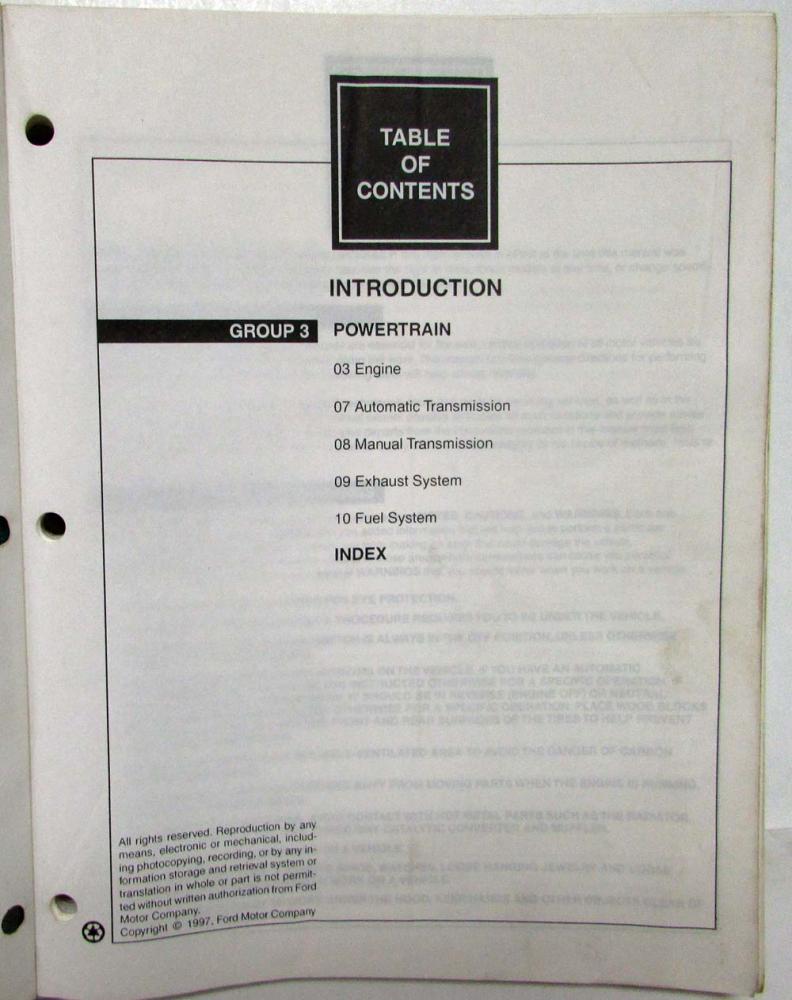 TABLE
OF
CONTENTS
INTRODUCTION
GROUP 3 POWERTRAIN
03 Engine
07 Automatic Transmission
08 Manual Transmission
09 Exhaust System
10 Fuel System
INDEX
All rights reserved. Reproduction by any
means, electronic or mechanical, includ-
ing photocopying, recording, or by any in-
formation storage and retrieval system or
translation in whole or part is not permit-
ted without written authorization from Ford
Motor Company.
Copyright © 1997, Ford Motor Company